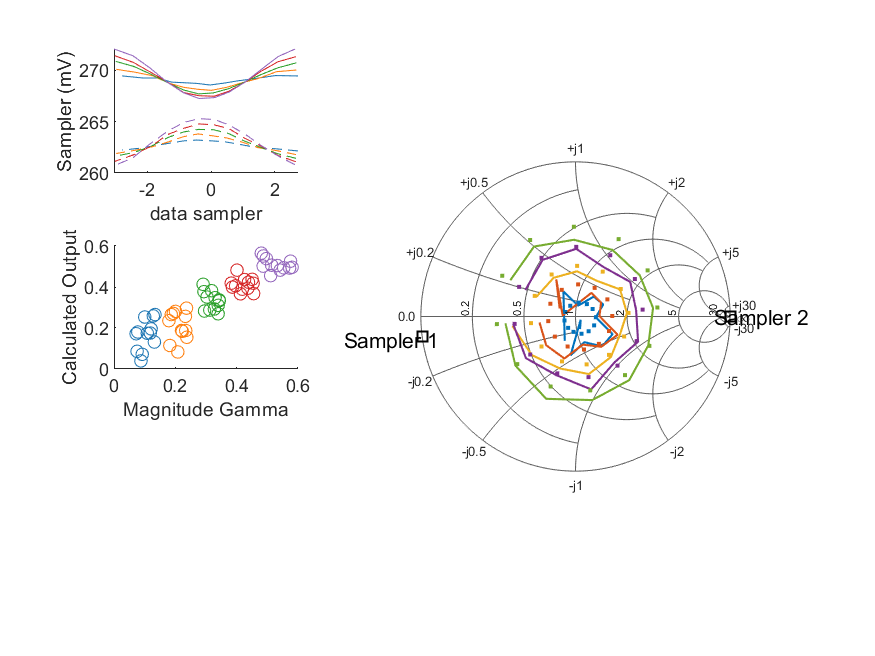 Sampler (mV)
270
265
260
-2
0
2
data sampler
Calculated Output
0.6
0.4
0.2
0
0
0.2
0.4
0.6
Magnitude Gamma
+j1
+j0.5
+j2
+j0.2
+j5
0.0
0.2
0.5
1
2
5
30
+j30
-j30
Sampler 1
Sampler 2
-j0.2
-j5
-j0.5
-j2
-j1